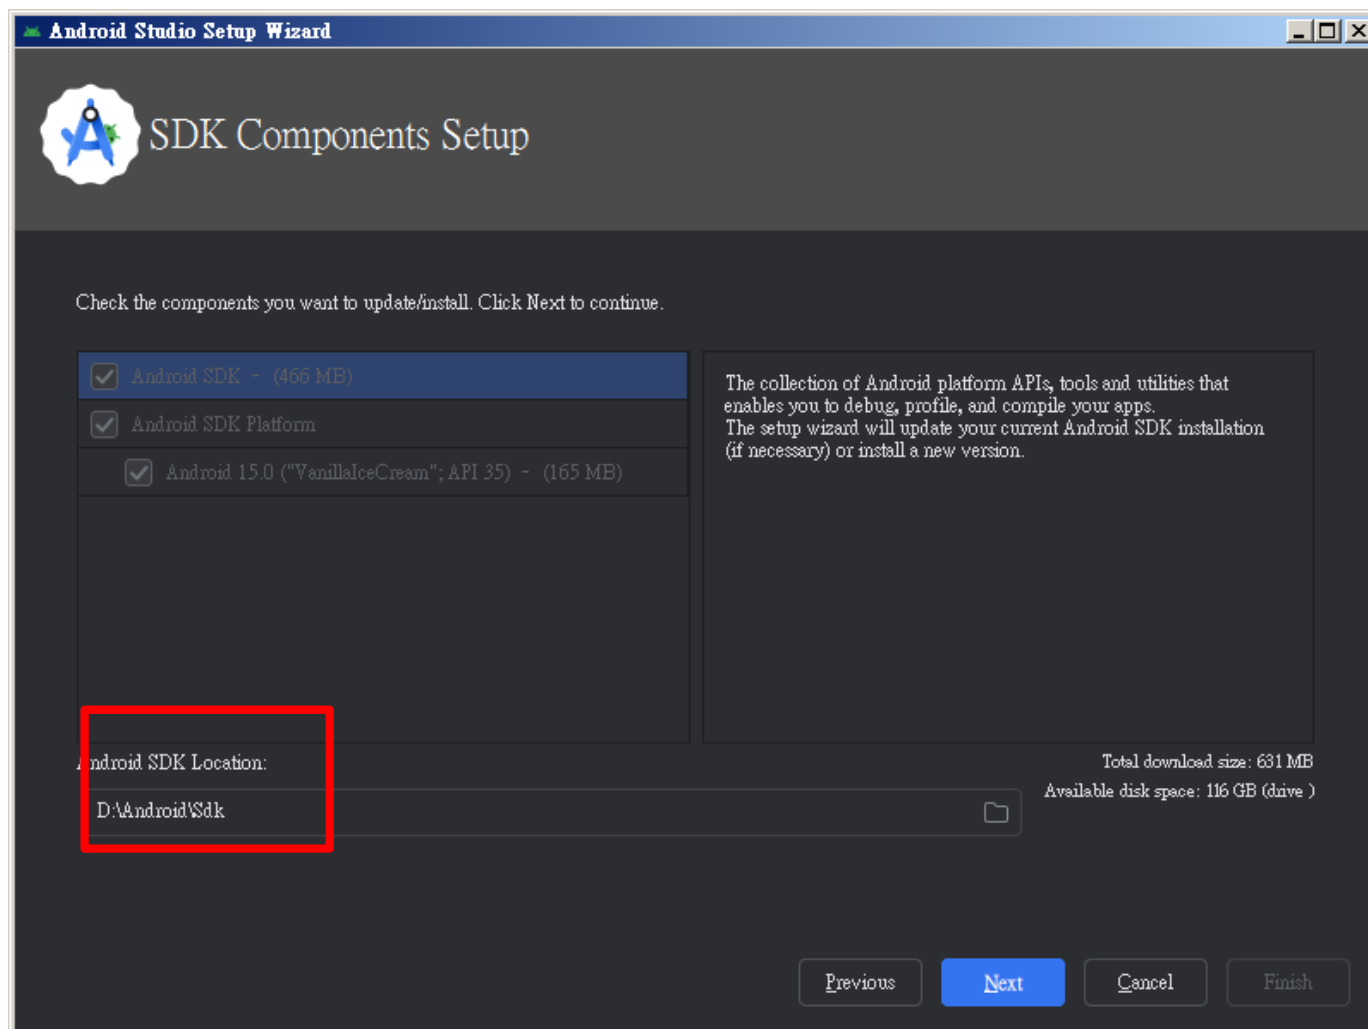 Android Studio Setup Wizard
SDK Components Setup
Check the components you want to update/install. Click Next to continue.
Android SDK - (466 MB)
Android SDK Platform
Android 15.0 ("VanillaIceCream"; API 35) - (165 MB)
The collection of Android platform APIs, tools and utilities that
enables you to debug, profile, and compile your apps.
The setup wizard will update your current Android SDK installation
(if necessary) or install a new version.
Android SDK Location:
D:\Android\Sdk
Total download size: 631 MB
Available disk space: 116 GB (drive )
Previous
Next
Cancel
Finish